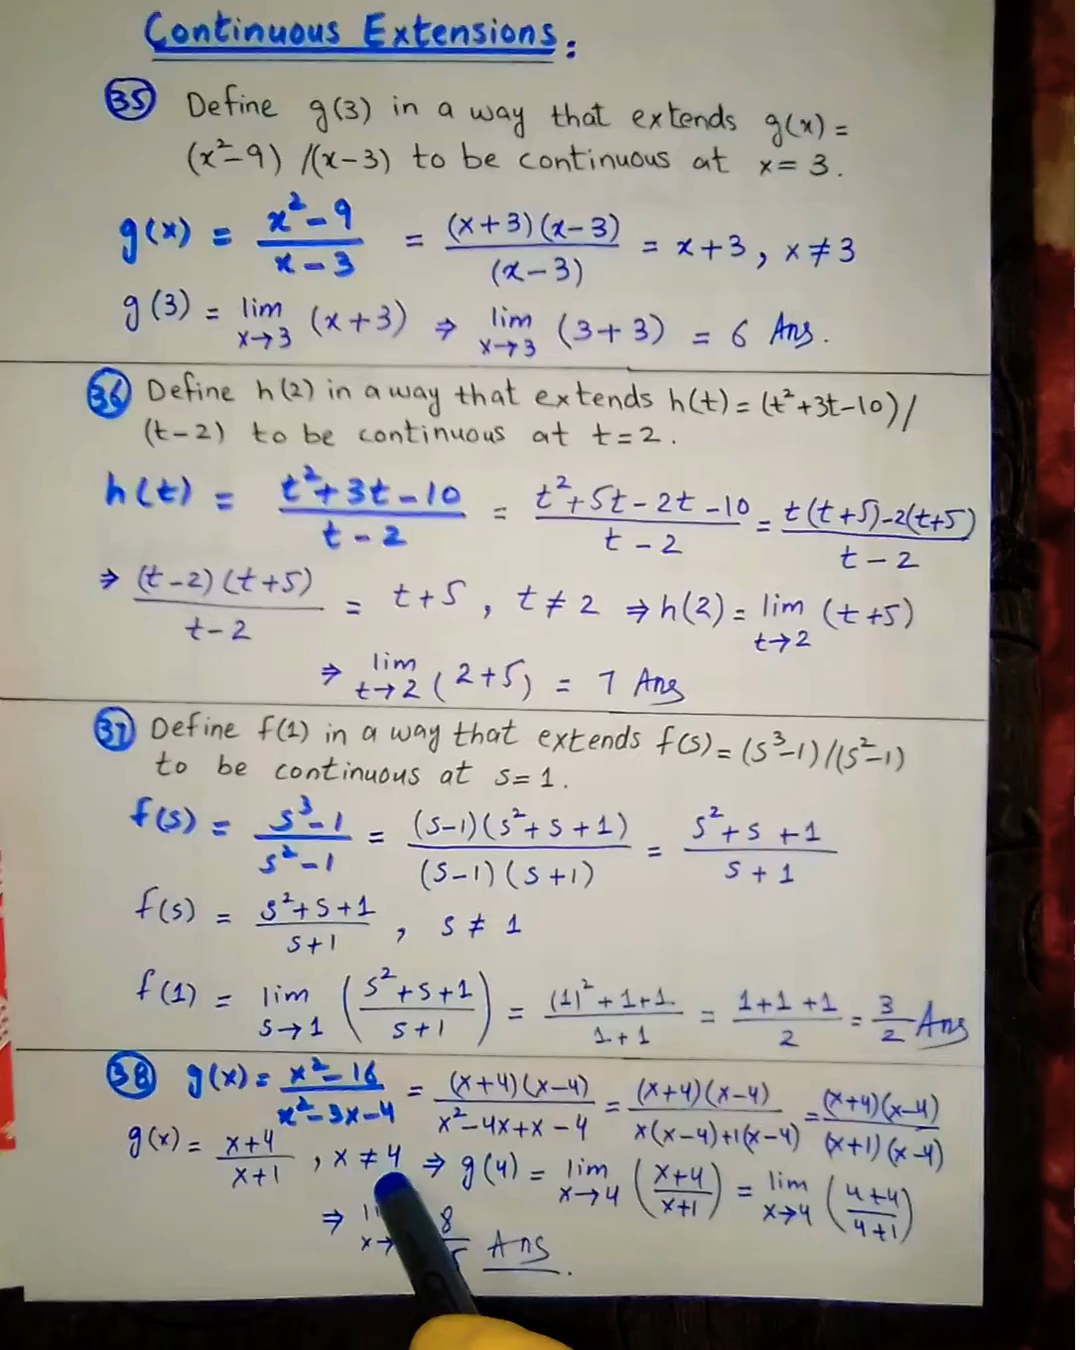 Continuous Extensions:
35 Define g(3) in a way that extends g(x) =
(x²-9) /(x-3) to be continuous at x = 3.
g(x) = x²-9 / x-3 = (x+3)(x-3) / (x-3) = x+3, x ≠ 3
g(3) = lim x→3 (x+3) ⇒ lim x→3 (3+3) = 6 Ans.
36 Define h(2) in a way that extends h(t) = (t²+3t-10)/
(t-2) to be continuous at t=2.
h(t) = t²+3t-10 / t-2 = t²+5t-2t-10 / t-2 = t(t+5)-2(t+5) / t-2
⇒ (t-2)(t+5) / t-2 = t+5, t ≠ 2 ⇒ h(2) = lim t→2 (t+5)
⇒ lim t→2 (2+5) = 7 Ans
37 Define f(1) in a way that extends f(s) = (s³-1)/(s²-1)
to be continuous at s=1.
f(s) = s³-1 / s²-1 = (s-1)(s²+s+1) / (s-1)(s+1) = s²+s+1 / s+1
f(s) = s²+s+1 / s+1, s ≠ 1
f(1) = lim s→1 (s²+s+1 / s+1) = (1)²+1+1 / 1+1 = 1+1+1 / 2 = 3/2 Ans
38 g(x) = x²-16 / x²-3x-4 = (x+4)(x-4) / x²-4x+x-4 = (x+4)(x-4) / x(x-4)+1(x-4) = (x+4)(x-4) / (x+1)(x-4)
g(x) = x+4 / x+1, x ≠ 4 ⇒ g(4) = lim x→4 (x+4 / x+1) = lim x→4 (4+4 / 4+1)
⇒ x→ 8 Ans.